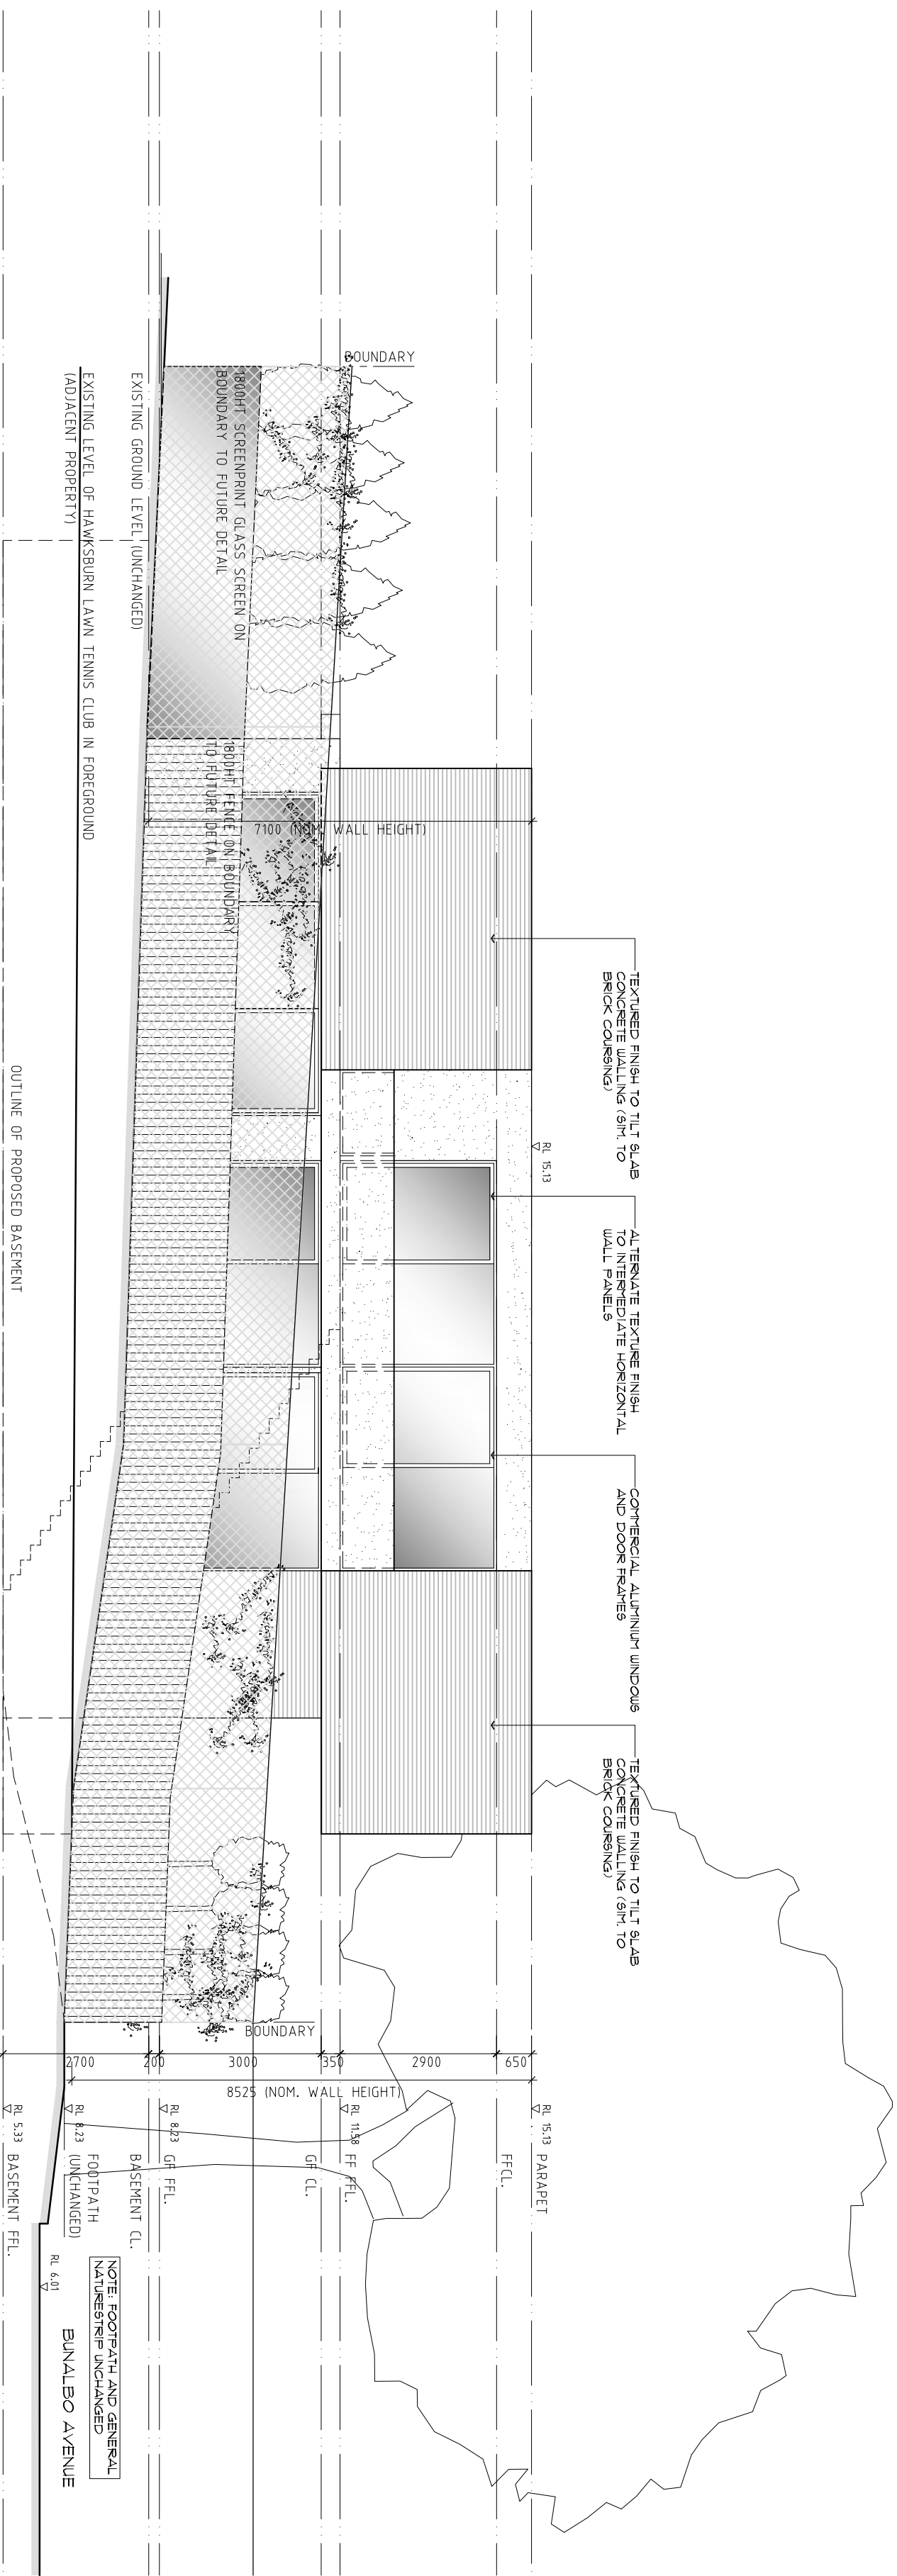 TEXTURED FINISH TO TILT SLAB
CONCRETE WALLING (SIM. TO
BRICK COURSING)
ALTERNATE TEXTURE FINISH
TO INTERMEDIATE HORIZONTAL
WALL PANELS
COMMERCIAL ALUMINIUM WINDOWS
AND DOOR FRAMES
TEXTURED FINISH TO TILT SLAB
CONCRETE WALLING (SIM. TO
BRICK COURSING)
RL 15.13
BOUNDARY
7100 (NOM. WALL HEIGHT)
1800HT SCREENPRINT GLASS SCREEN ON
BOUNDARY TO FUTURE DETAIL
1800HT FENCE ON BOUNDARY
TO FUTURE DETAIL
EXISTING GROUND LEVEL (UNCHANGED)
EXISTING LEVEL OF HAWKSBURN LAWN TENNIS CLUB IN FOREGROUND
(ADJACENT PROPERTY)
OUTLINE OF PROPOSED BASEMENT
BOUNDARY
650
2900
350
3000
200
2700
8525 (NOM. WALL HEIGHT)
RL 15.13 PARAPET
FFCL.
RL 11.58 FF FFL.
GF CL.
RL 8.23 GF FFL.
BASEMENT CL.
RL 8.23 FOOTPATH
(UNCHANGED)
RL 5.33 BASEMENT FFL.
RL 6.01
NOTE: FOOTPATH AND GENERAL
NATURESTRIP UNCHANGED
BUNALBO AVENUE